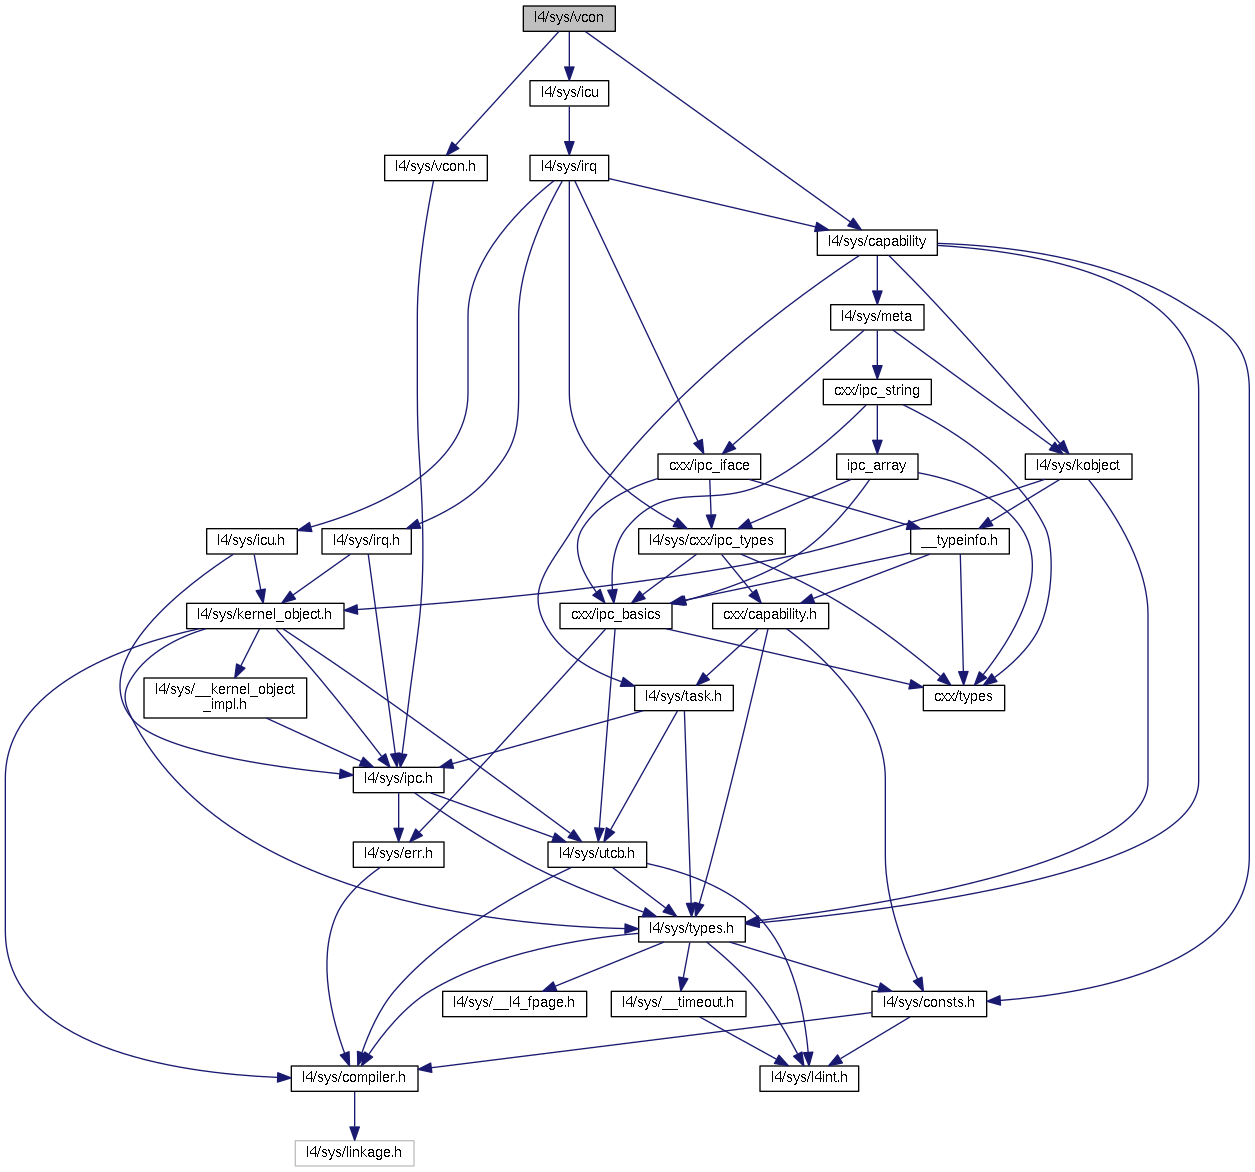 l4/sys/vcon
l4/sys/icu
l4/sys/vcon.h
l4/sys/irq
l4/sys/capability
l4/sys/meta
cxx/ipc_string
cxx/ipc_iface
ipc_array
l4/sys/kobject
l4/sys/icu.h
l4/sys/irq.h
l4/sys/cxx/ipc_types
__typeinfo.h
l4/sys/kernel_object.h
cxx/ipc_basics
cxx/capability.h
l4/sys/__kernel_object
_impl.h
l4/sys/task.h
cxx/types
l4/sys/ipc.h
l4/sys/err.h
l4/sys/utcb.h
l4/sys/types.h
l4/sys/__l4_fpage.h
l4/sys/__timeout.h
l4/sys/consts.h
l4/sys/compiler.h
l4/sys/l4int.h
l4/sys/linkage.h